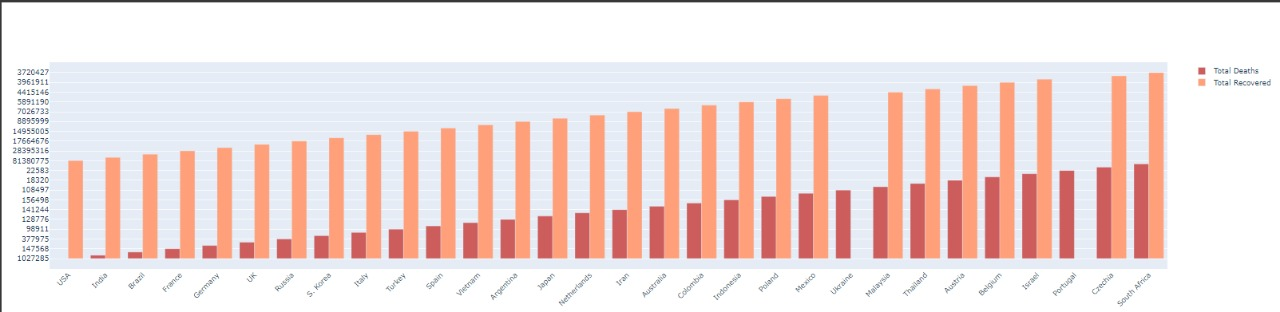 Total Deaths
Total Recovered
3720427
3961911
4415146
5891190
7026733
8895999
14955005
17664676
28395316
81380775
22583
18320
108497
156498
141244
128776
98911
377975
147568
1027285
USA
India
Brazil
France
Germany
UK
Russia
S. Korea
Italy
Turkey
Spain
Vietnam
Argentina
Japan
Netherlands
Iran
Australia
Colombia
Indonesia
Poland
Mexico
Ukraine
Malaysia
Thailand
Austria
Belgium
Israel
Portugal
Czechia
South Africa